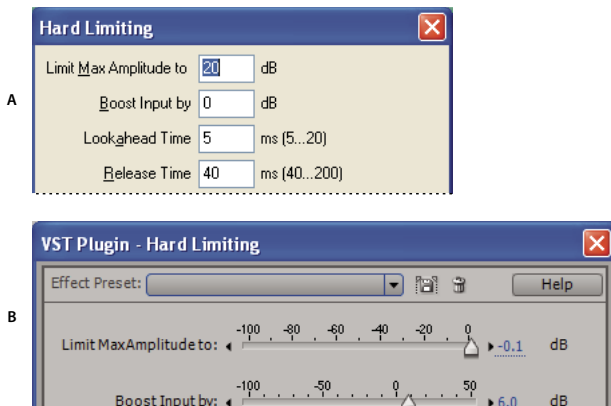 Hard Limiting
Limit Max Amplitude to 20 dB
A
Boost Input by 0 dB
Lookahead Time 5 ms (5...20)
Release Time 40 ms (40...200)
VST Plugin - Hard Limiting
Effect Preset: Help
B
-100 -80 -60 -40 -20 0
Limit MaxAmplitude to: -0.1 dB
-100 -50 0 50
Boost Input by: 6.0 dB